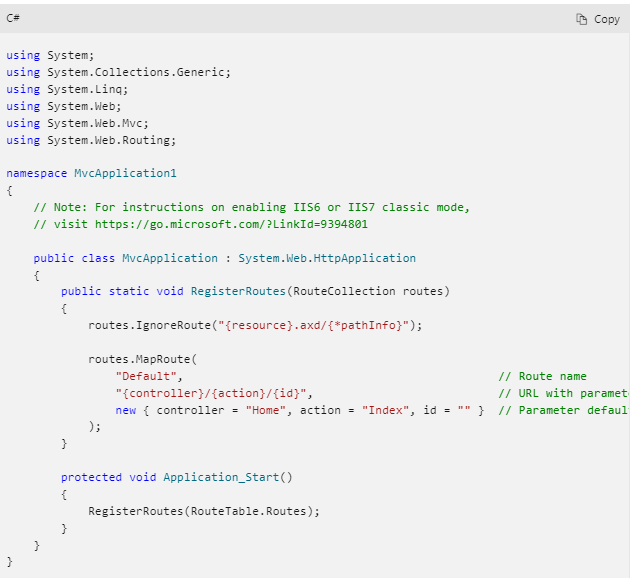 C#
Copy
using System;
using System.Collections.Generic;
using System.Linq;
using System.Web;
using System.Web.Mvc;
using System.Web.Routing;
namespace MvcApplication1
{
// Note: For instructions on enabling IIS6 or IIS7 classic mode,
// visit https://go.microsoft.com/?LinkId=9394801
public class MvcApplication : System.Web.HttpApplication
{
public static void RegisterRoutes(RouteCollection routes)
{
routes.IgnoreRoute("{resource}.axd/{*pathInfo}");
routes.MapRoute(
"Default", // Route name
"{controller}/{action}/{id}", // URL with
new { controller = "Home", action = "Index", id = "" } // Parameter
);
}
protected void Application_Start()
{
RegisterRoutes(RouteTable.Routes);
}
}
}